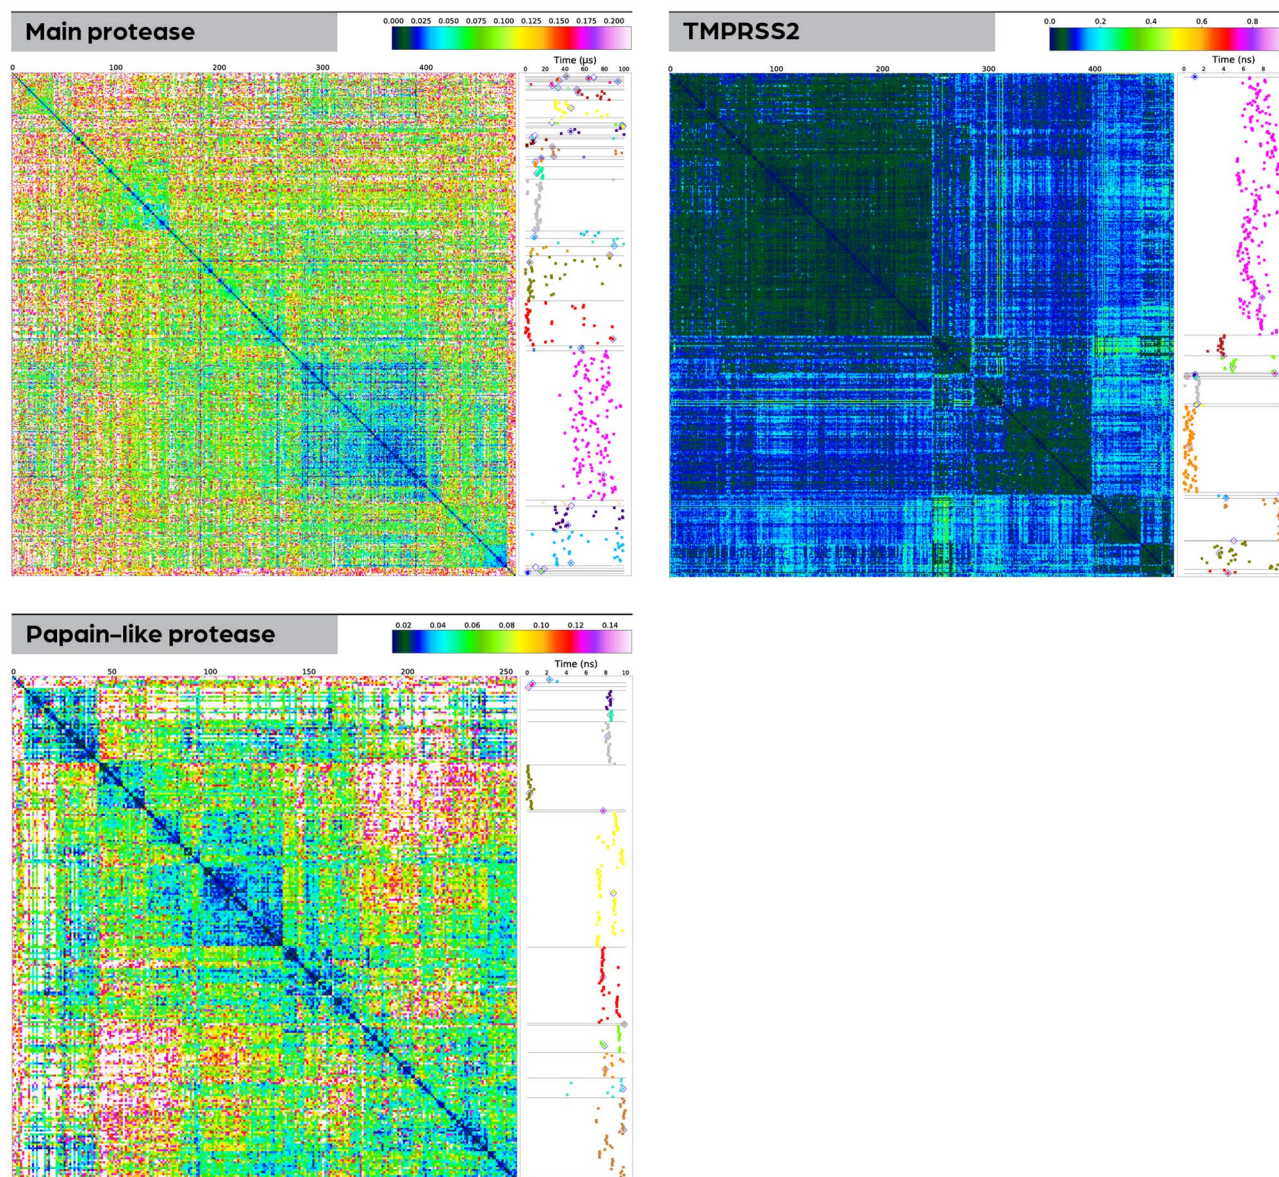 Main protease
0.000 0.025 0.050 0.075 0.100 0.125 0.150 0.175 0.200
Time (µs)
0 100 200 300 400
0 20 40 60 80 100
TMPRSS2
0.0 0.2 0.4 0.6 0.8
Time (ns)
0 100 200 300 400
0 2 4 6 8
Papain-like protease
0.02 0.04 0.06 0.08 0.10 0.12 0.14
Time (ns)
0 50 100 150 200 250
0 2 4 6 8 10